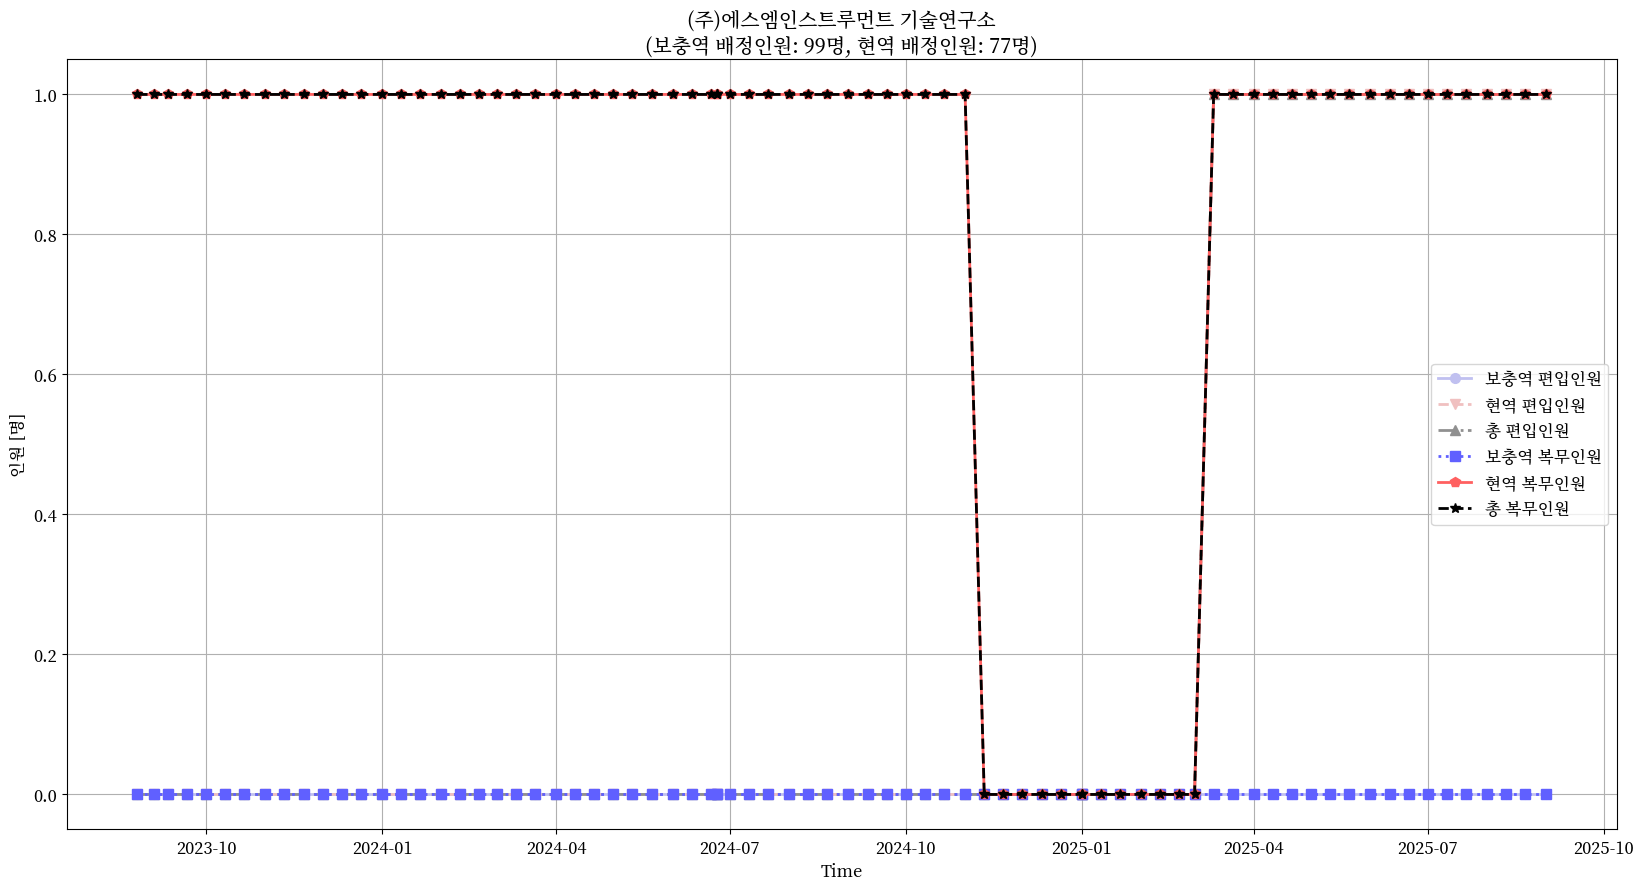 (주)에스엠인스트루먼트 기술연구소
(보충역 배정인원: 99명, 현역 배정인원: 77명)
인원 [명]
1.0
0.8
0.6
0.4
0.2
0.0
보충역 편입인원
현역 편입인원
총 편입인원
보충역 복무인원
현역 복무인원
총 복무인원
2023-10
2024-01
2024-04
2024-07
2024-10
2025-01
2025-04
2025-07
2025-10
Time